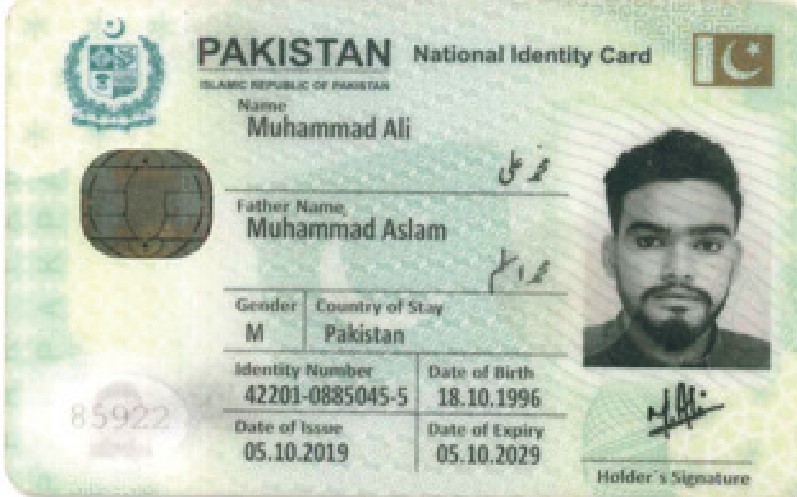 PAKISTAN National Identity Card
ISLAMIC REPUBLIC OF PAKISTAN
Name
Muhammad Ali
محمد علی
Father Name
Muhammad Aslam
محمد اسلم
Gender Country of Stay
M Pakistan
Identity Number Date of Birth
42201-0885045-5 18.10.1996
Date of Issue Date of Expiry
05.10.2019 05.10.2029
85922
M.Ali
Holder's Signature